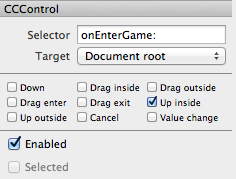 CCControl
Selector onEnterGame:
Target Document root
Down Drag inside Drag outside
Drag enter Drag exit Up inside
Up outside Cancel Value change
Enabled
Selected